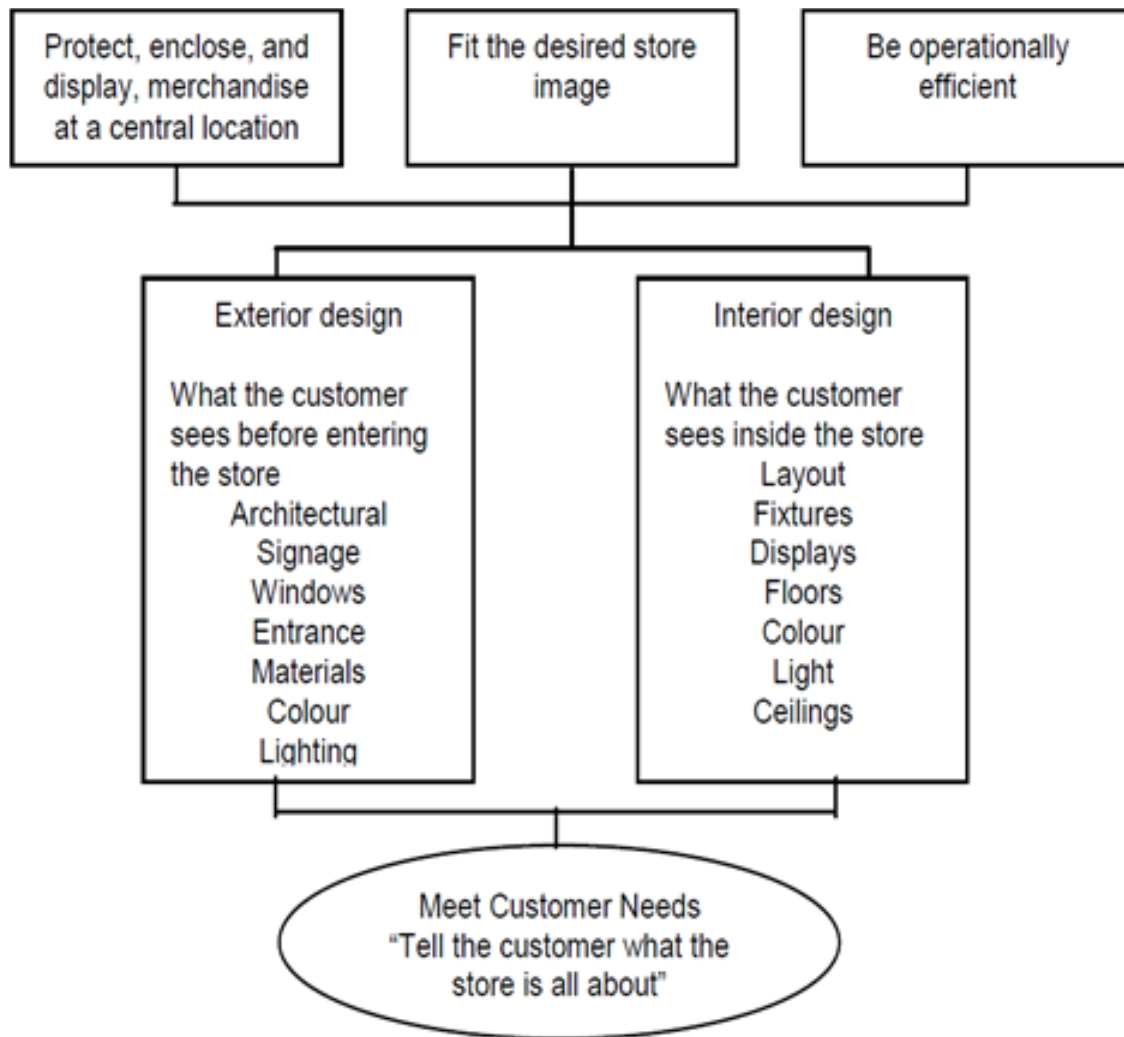 Protect, enclose, and
display, merchandise
at a central location
Fit the desired store
image
Be operationally
efficient
Exterior design
What the customer
sees before entering
the store
Architectural
Signage
Windows
Entrance
Materials
Colour
Lighting
Interior design
What the customer
sees inside the store
Layout
Fixtures
Displays
Floors
Colour
Light
Ceilings
Meet Customer Needs
“Tell the customer what the
store is all about”